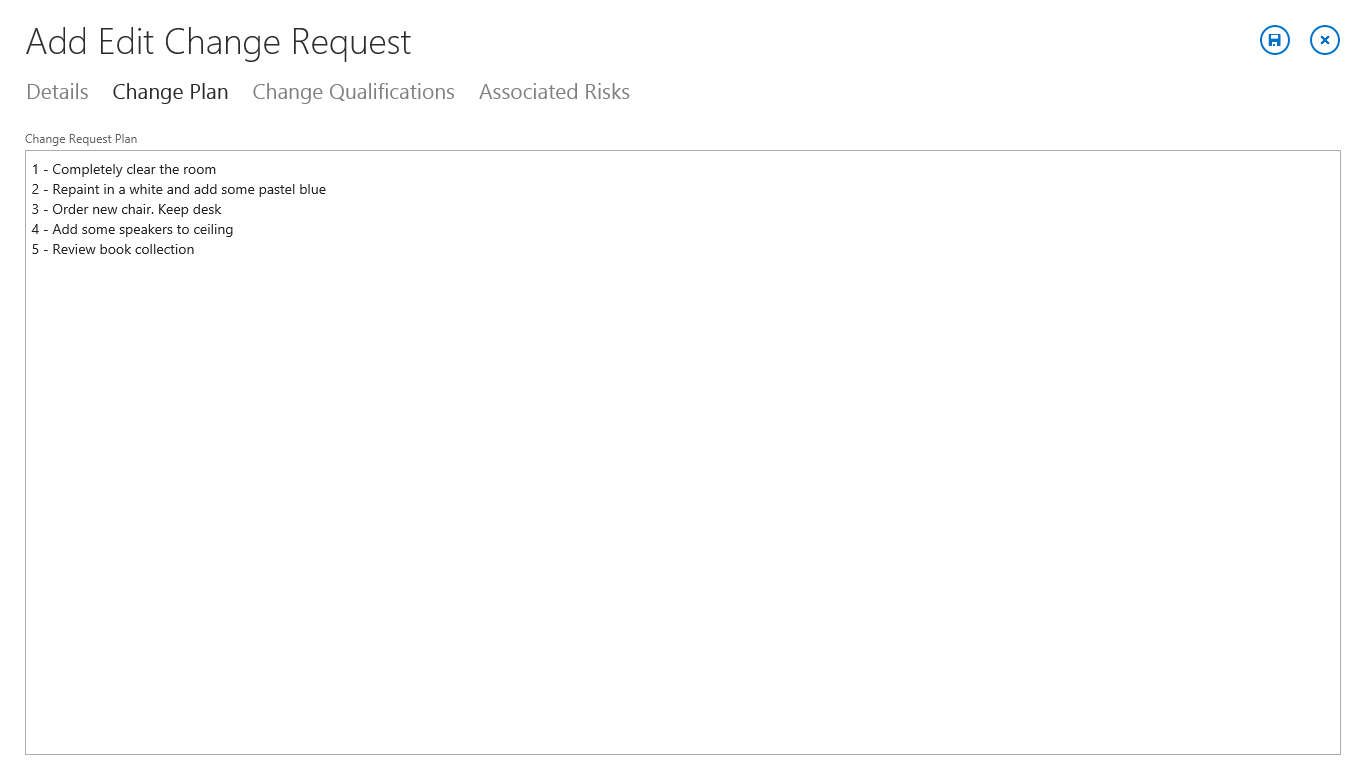 Add Edit Change Request
Details Change Plan Change Qualifications Associated Risks
Change Request Plan
1 - Completely clear the room
2 - Repaint in a white and add some pastel blue
3 - Order new chair. Keep desk
4 - Add some speakers to ceiling
5 - Review book collection